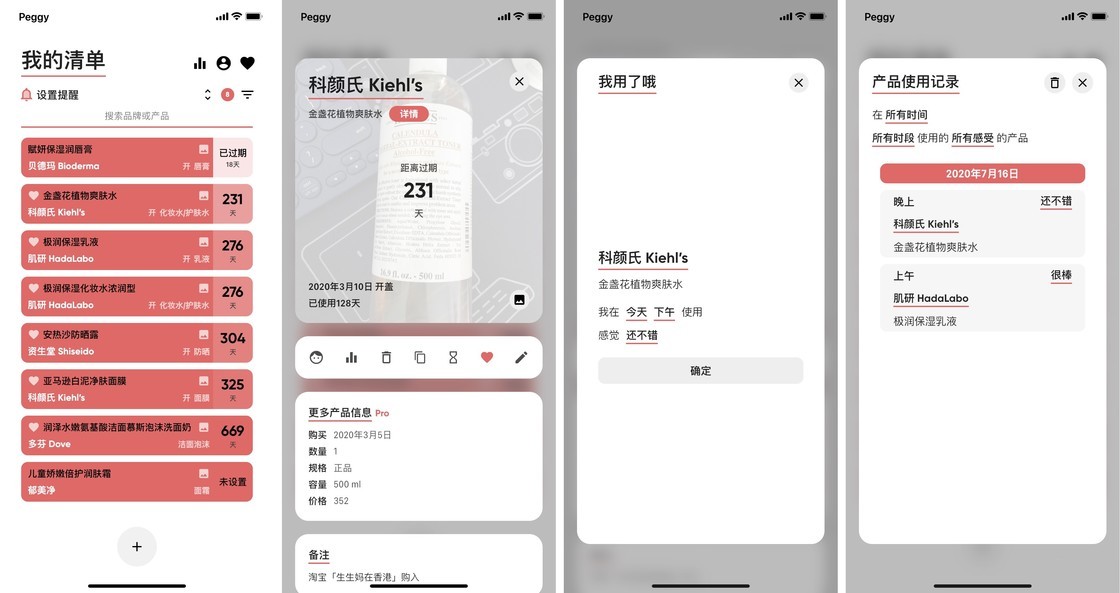 Peggy
我的清单
设置提醒
8
搜索品牌或产品
赋妍保湿润唇膏
贝德玛 Bioderma
开 唇膏
已过期
18天
金盏花植物爽肤水
科颜氏 Kiehl's
开 化妆水/护肤水
231
天
极润保湿乳液
肌研 HadaLabo
开 乳液
276
天
极润保湿化妆水浓润型
肌研 HadaLabo
开 化妆水/护肤水
276
天
安热沙防晒露
资生堂 Shiseido
开 防晒
304
天
亚马逊白泥净肤面膜
科颜氏 Kiehl's
开 面膜
325
天
润泽水嫩氨基酸洁面慕斯泡沫洗面奶
多芬 Dove
洁面泡沫
669
天
儿童娇嫩倍护润肤霜
郁美净
面霜
未设置
Peggy
科颜氏 Kiehl's
金盏花植物爽肤水 详情
距离过期
231
天
2020年3月10日 开盖
已使用128天
更多产品信息 Pro
购买 2020年3月5日
数量 1
规格 正品
容量 500 ml
价格 352
备注
淘宝「生生妈在香港」购入
Peggy
我用了哦
科颜氏 Kiehl's
金盏花植物爽肤水
我在 今天 下午 使用
感觉 还不错
确定
Peggy
产品使用记录
在 所有时间
所有时段 使用的 所有感受 的产品
2020年7月16日
晚上 还不错
科颜氏 Kiehl's
金盏花植物爽肤水
上午 很棒
肌研 HadaLabo
极润保湿乳液